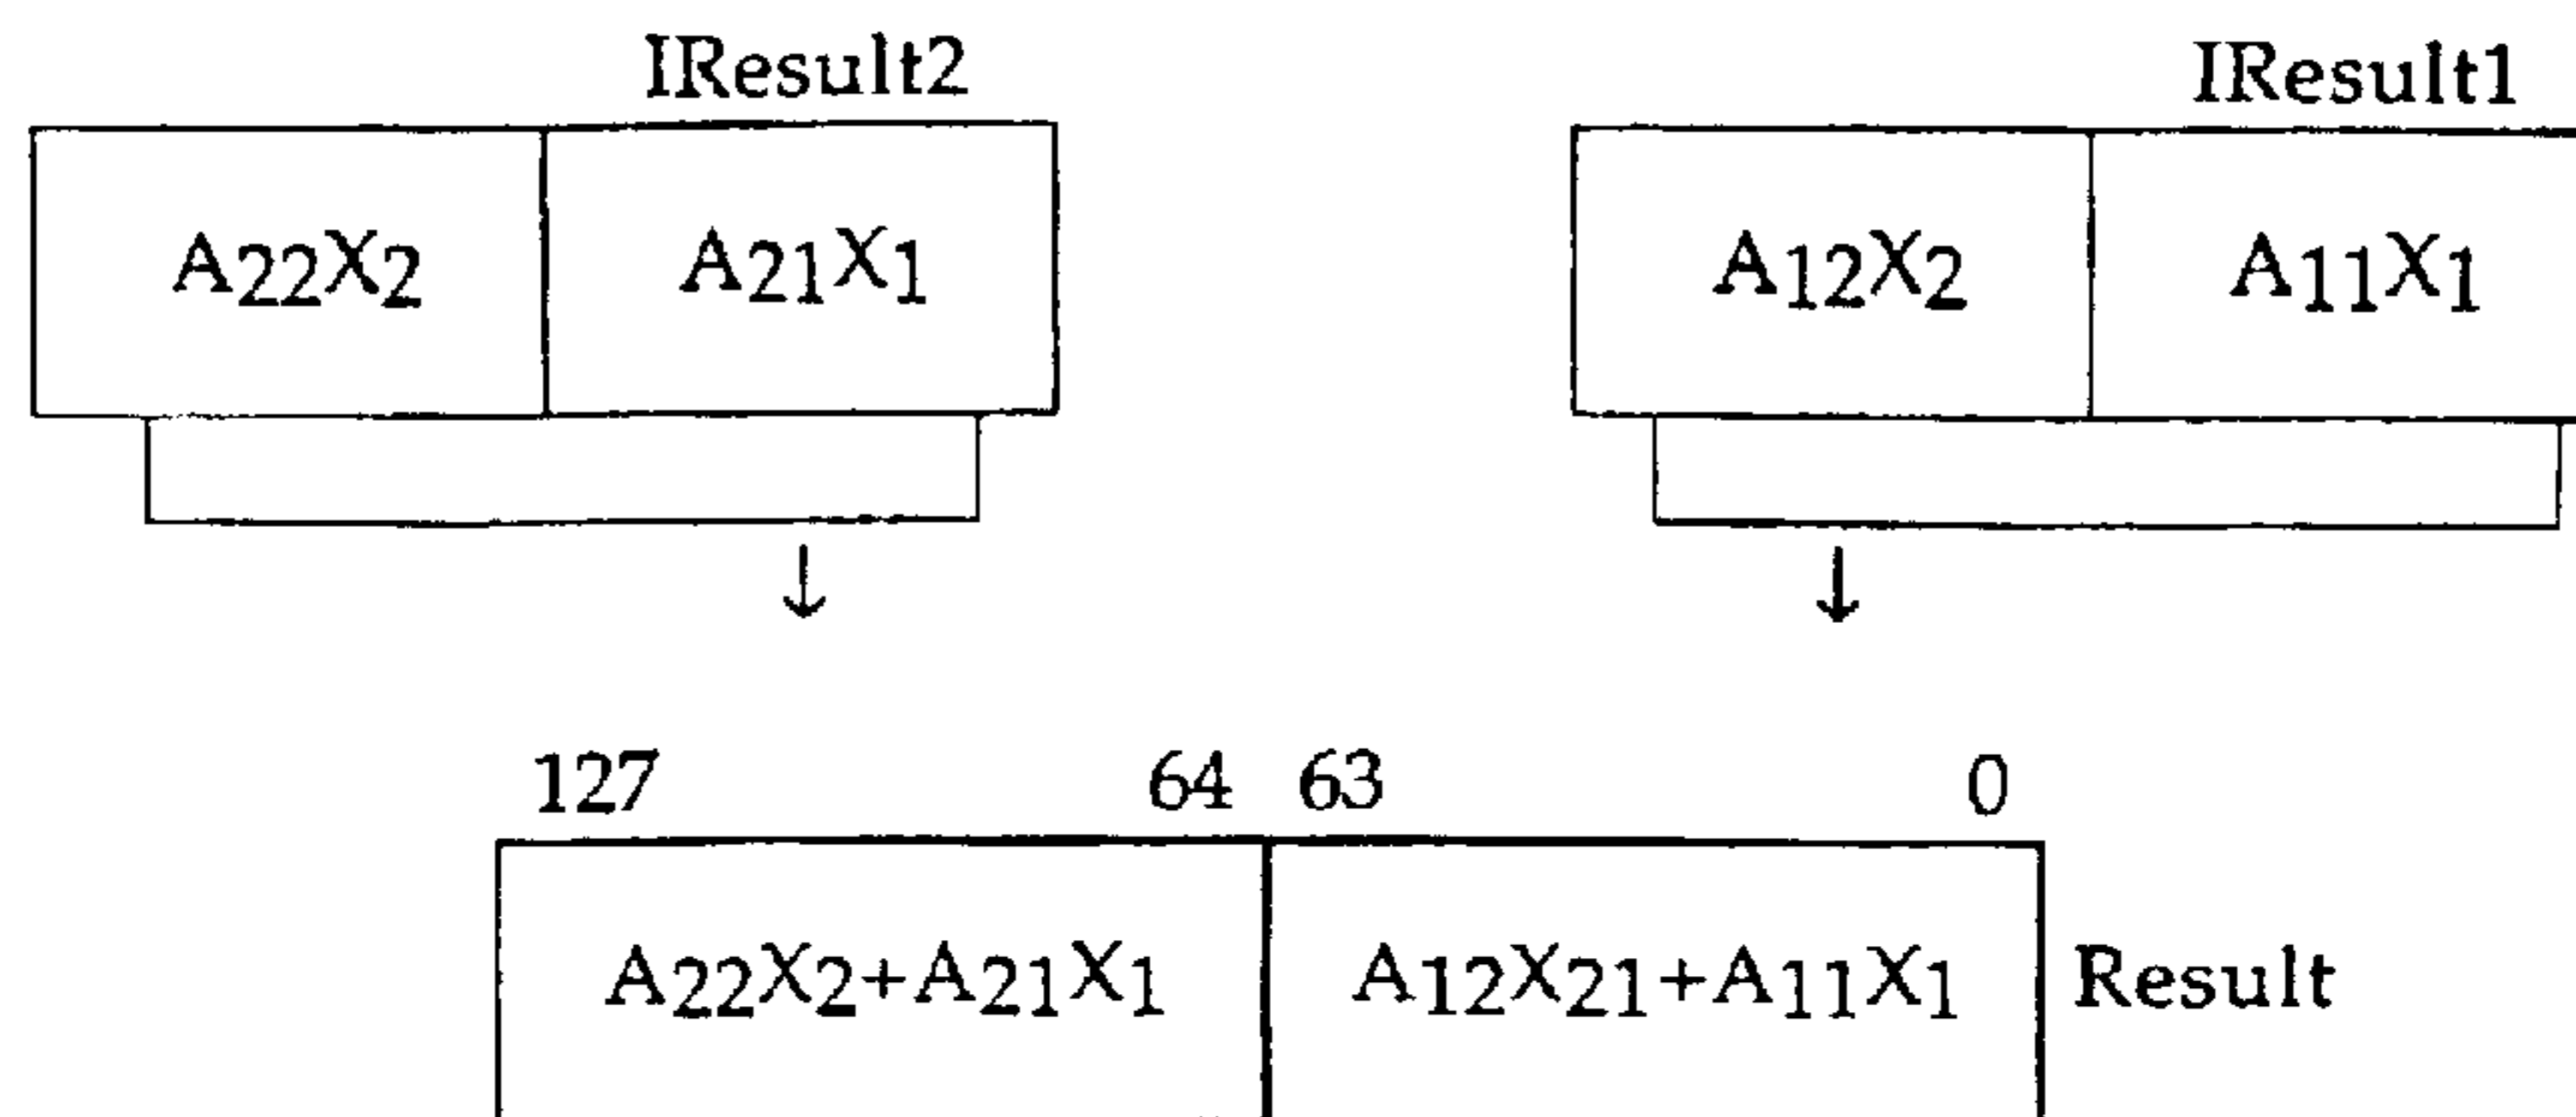 IResult2 IResult1
A22X2 A21X1 A12X2 A11X1
↓ ↓
127 64 63 0
A22X2+A21X1 A12X21+A11X1 Result